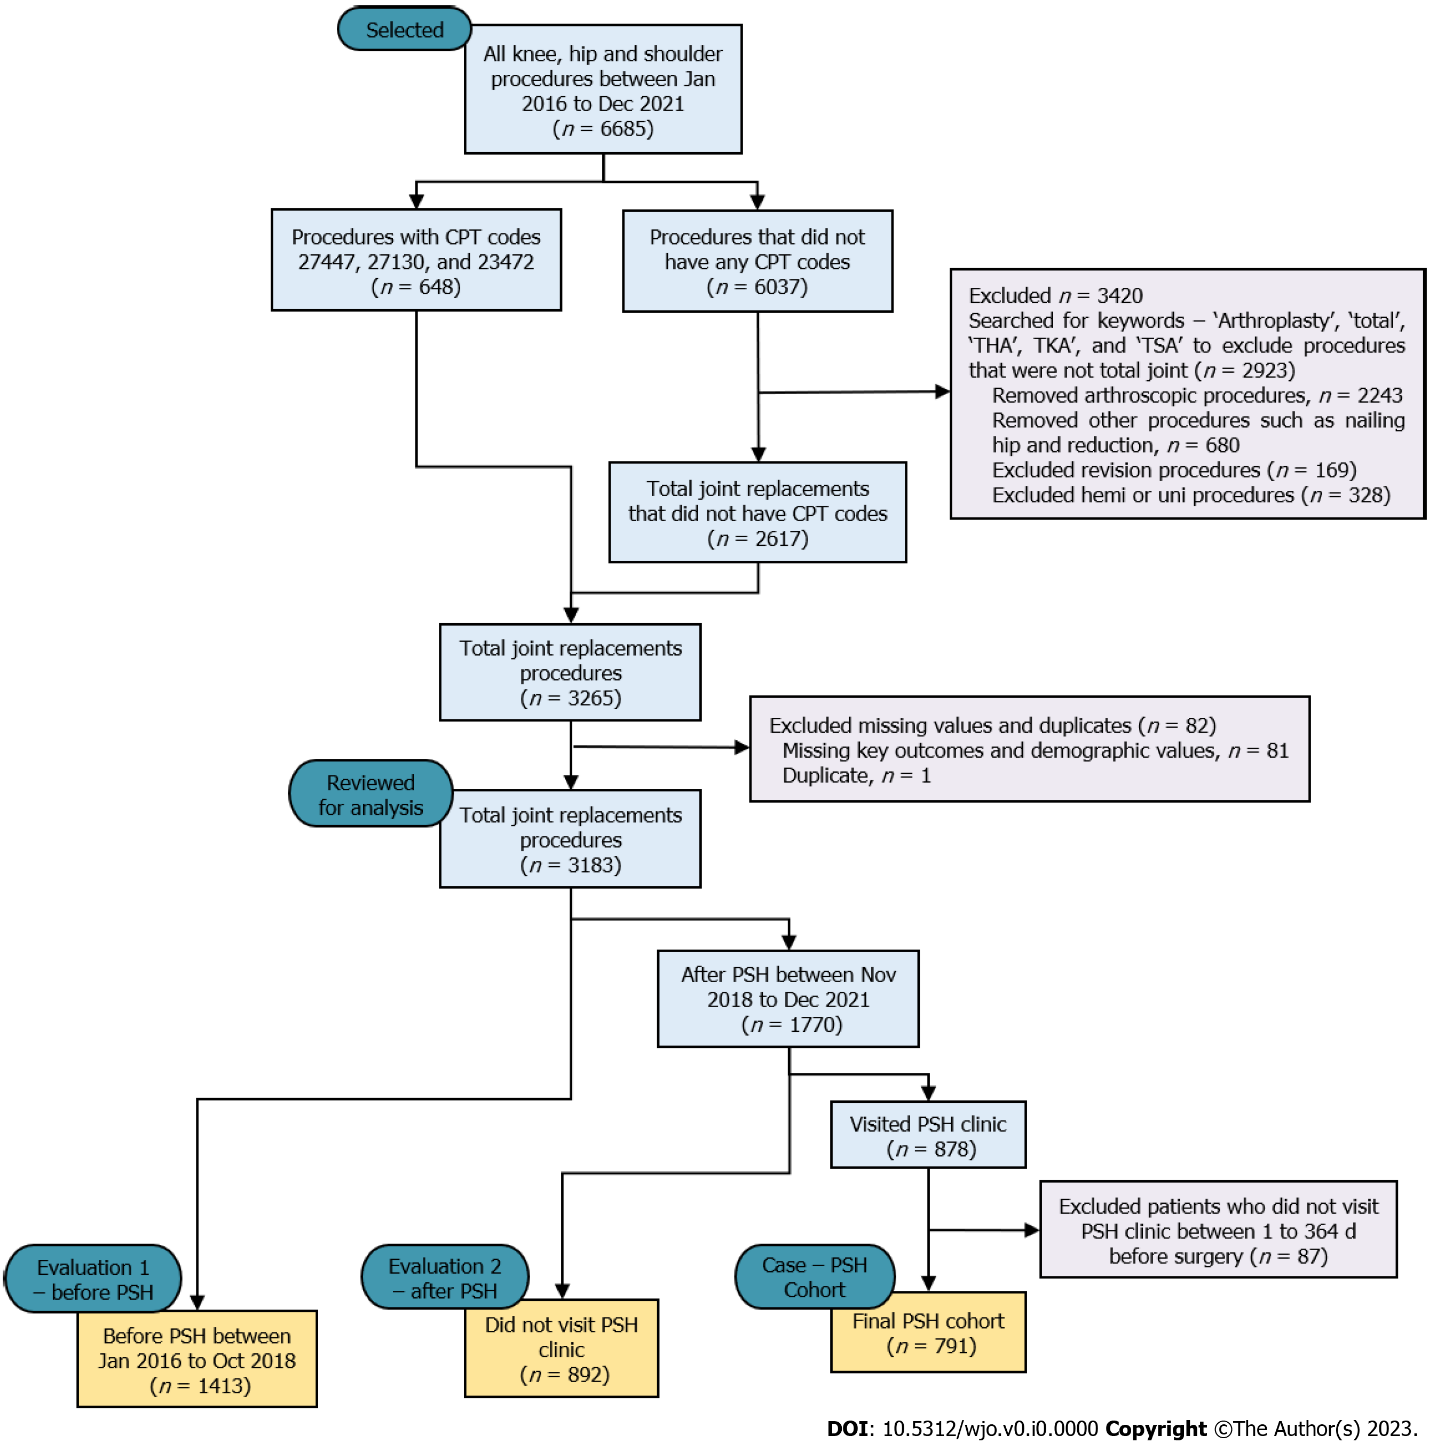 Selected
All knee, hip and shoulder
procedures between Jan
2016 to Dec 2021
(n = 6685)
Procedures with CPT codes
27447, 27130, and 23472
(n = 648)
Procedures that did not
have any CPT codes
(n = 6037)
Excluded n = 3420
Searched for keywords – ‘Arthroplasty’, ‘total’,
‘THA’, TKA’, and ‘TSA’ to exclude procedures
that were not total joint (n = 2923)
Removed arthroscopic procedures, n = 2243
Removed other procedures such as nailing
hip and reduction, n = 680
Excluded revision procedures (n = 169)
Excluded hemi or uni procedures (n = 328)
Total joint replacements
that did not have CPT codes
(n = 2617)
Total joint replacements
procedures
(n = 3265)
Excluded missing values and duplicates (n = 82)
Missing key outcomes and demographic values, n = 81
Duplicate, n = 1
Reviewed
for analysis
Total joint replacements
procedures
(n = 3183)
After PSH between Nov
2018 to Dec 2021
(n = 1770)
Visited PSH clinic
(n = 878)
Excluded patients who did not visit
PSH clinic between 1 to 364 d
before surgery (n = 87)
Evaluation 1
– before PSH
Before PSH between
Jan 2016 to Oct 2018
(n = 1413)
Evaluation 2
– after PSH
Did not visit PSH
clinic
(n = 892)
Case – PSH
Cohort
Final PSH cohort
(n = 791)
DOI: 10.5312/wjo.v0.i0.0000 Copyright ©The Author(s) 2023.